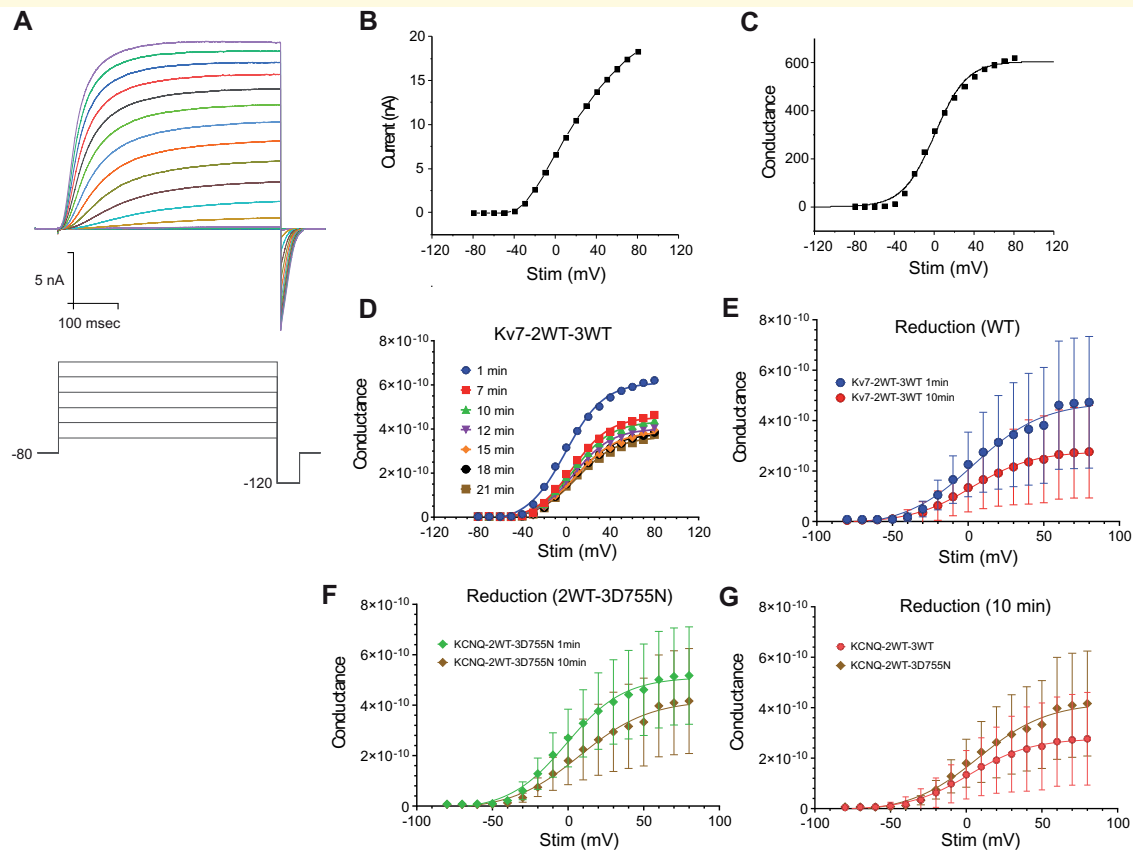 A
5 nA
100 msec
-80
-120
B
Current (nA)
20
15
10
5
0
-120 -80 -40 0 40 80 120
Stim (mV)
C
Conductance
600
400
200
0
-120 -80 -40 0 40 80 120
Stim (mV)
D
Kv7-2WT-3WT
Conductance
8×10-10
6×10-10
4×10-10
2×10-10
0
1 min
7 min
10 min
12 min
15 min
18 min
21 min
-120 -80 -40 0 40 80 120
Stim (mV)
E
Reduction (WT)
Conductance
8×10-10
6×10-10
4×10-10
2×10-10
0
Kv7-2WT-3WT 1min
Kv7-2WT-3WT 10min
-100 -50 0 50 100
Stim (mV)
F
Reduction (2WT-3D755N)
Conductance
8×10-10
6×10-10
4×10-10
2×10-10
0
KCNQ-2WT-3D755N 1min
KCNQ-2WT-3D755N 10min
-100 -50 0 50 100
Stim (mV)
G
Reduction (10 min)
Conductance
8×10-10
6×10-10
4×10-10
2×10-10
0
KCNQ-2WT-3WT
KCNQ-2WT-3D755N
-100 -50 0 50 100
Stim (mV)